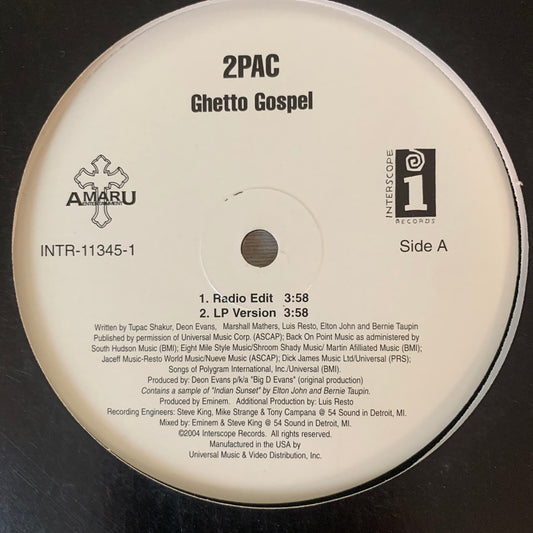 2PAC
Ghetto Gospel
AMARU
ENTERTAINMENT
INTERSCOPE
i
RECORDS
INTR-11345-1
Side A
1. Radio Edit 3:58
2. LP Version 3:58
Written by Tupac Shakur, Deon Evans, Marshall Mathers, Luis Resto, Elton John and Bernie Taupin
Published by permission of Universal Music Corp. (ASCAP); Back On Point Music as administered by
South Hudson Music (BMI); Eight Mile Style Music/Shroom Shady Music/ Martin Afilliated Music (BMI);
Jaceff Music-Resto World Music/Nueve Music (ASCAP); Dick James Music Ltd/Universal (PRS);
Songs of Polygram International, Inc./Universal (BMI).
Produced by: Deon Evans p/k/a "Big D Evans" (original production)
Contains a sample of "Indian Sunset" by Elton John and Bernie Taupin.
Produced by Eminem. Additional Production by: Luis Resto
Recording Engineers: Steve King, Mike Strange & Tony Campana @ 54 Sound in Detroit, MI.
Mixed by: Eminem & Steve King @ 54 Sound in Detroit, MI.
©2004 Interscope Records. All rights reserved.
Manufactured in the USA by
Universal Music & Video Distribution, Inc.